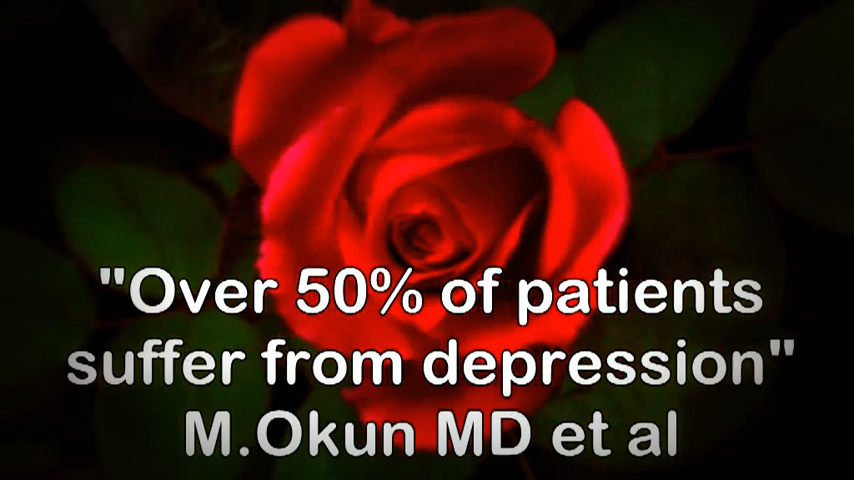 "Over 50% of patients
suffer from depression"
M.Okun MD et al